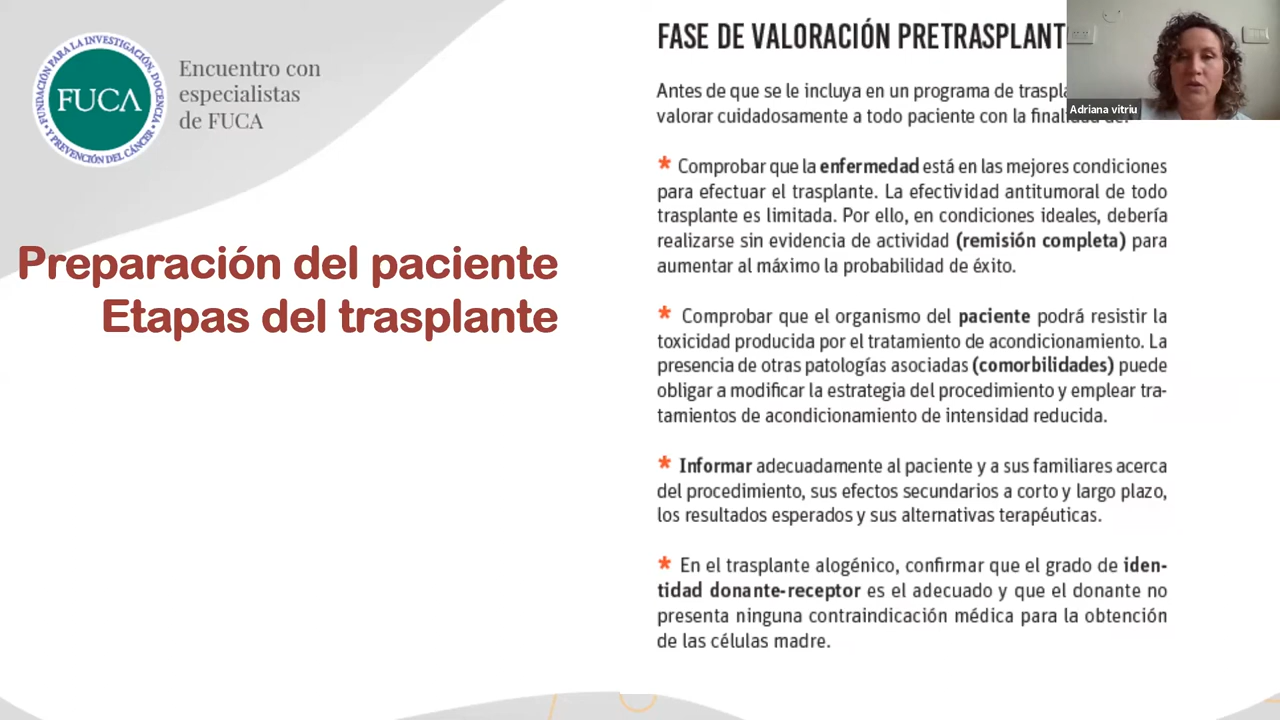 FUNDACIÓN PARA LA INVESTIGACIÓN, DOCENCIA
Y PREVENCIÓN DEL CÁNCER
FUCA
Encuentro con
especialistas
de FUCA
Preparación del paciente
Etapas del trasplante
FASE DE VALORACIÓN PRETRASPLANT
Antes de que se le incluya en un programa de
valorar cuidadosamente a todo paciente con la finalidad de:
* Comprobar que la enfermedad está en las mejores condiciones
para efectuar el trasplante. La efectividad antitumoral de todo
trasplante es limitada. Por ello, en condiciones ideales, debería
realizarse sin evidencia de actividad (remisión completa) para
aumentar al máximo la probabilidad de éxito.
* Comprobar que el organismo del paciente podrá resistir la
toxicidad producida por el tratamiento de acondicionamiento. La
presencia de otras patologías asociadas (comorbilidades) puede
obligar a modificar la estrategia del procedimiento y emplear tra-
tamientos de acondicionamiento de intensidad reducida.
* Informar adecuadamente al paciente y a sus familiares acerca
del procedimiento, sus efectos secundarios a corto y largo plazo,
los resultados esperados y sus alternativas terapéuticas.
* En el trasplante alogénico, confirmar que el grado de iden-
tidad donante-receptor es el adecuado y que el donante no
presenta ninguna contraindicación médica para la obtención
de las células madre.
Adriana vitriu